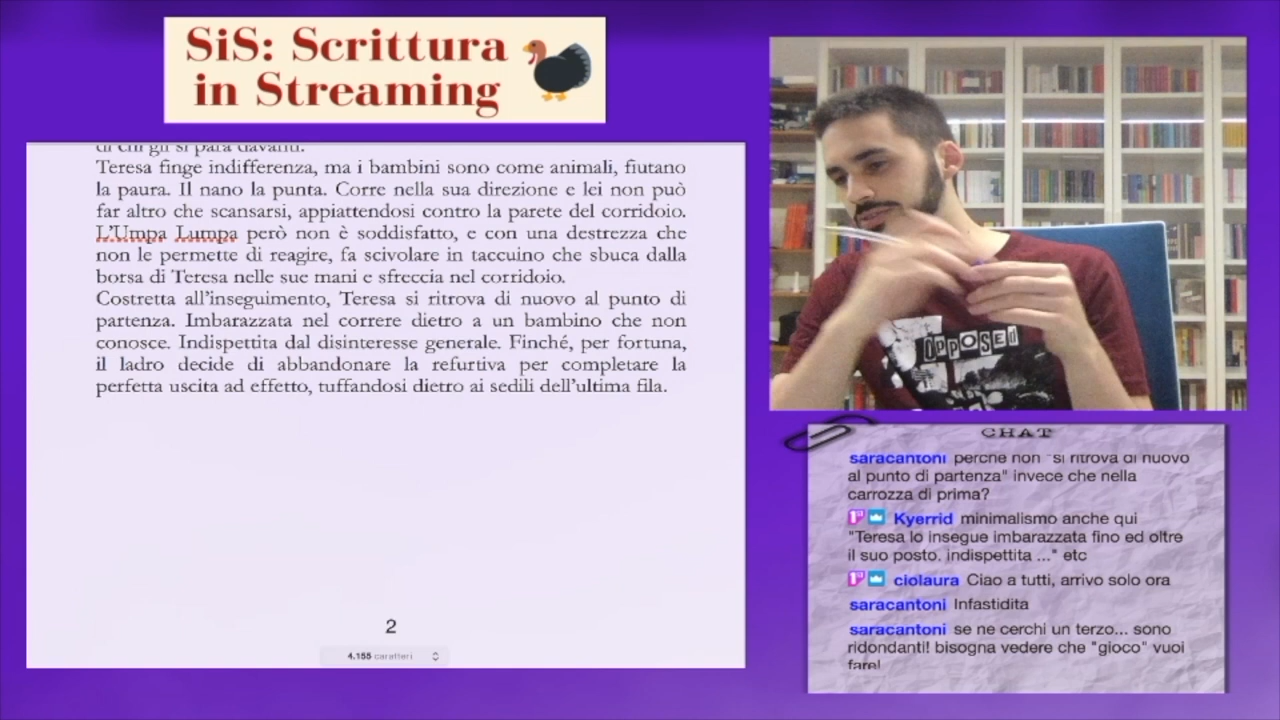 SiS: Scrittura
in Streaming
di chi gli si para davanti.
Teresa finge indifferenza, ma i bambini sono come animali, fiutano
la paura. Il nano la punta. Corre nella sua direzione e lei non può
far altro che scansarsi, appiattendosi contro la parete del corridoio.
L'Umpa Lumpa però non è soddisfatto, e con una destrezza che
non le permette di reagire, fa scivolare in taccuino che sbuca dalla
borsa di Teresa nelle sue mani e sfreccia nel corridoio.
Costretta all'inseguimento, Teresa si ritrova di nuovo al punto di
partenza. Imbarazzata nel correre dietro a un bambino che non
conosce. Indispettita dal disinteresse generale. Finché, per fortuna,
il ladro decide di abbandonare la refurtiva per completare la
perfetta uscita ad effetto, tuffandosi dietro ai sedili dell'ultima fila.
2
4.155 caratteri
OPPOSED
CHAT
saracantoni perché non "si ritrova di nuovo
al punto di partenza" invece che nella
carrozza di prima?
Kyerrid minimalismo anche qui
"Teresa lo insegue imbarazzata fino ed oltre
il suo posto. indispettita ..." etc
ciolaura Ciao a tutti, arrivo solo ora
saracantoni Infastidita
saracantoni se ne cerchi un terzo... sono
ridondanti! bisogna vedere che "gioco" vuoi
fare!